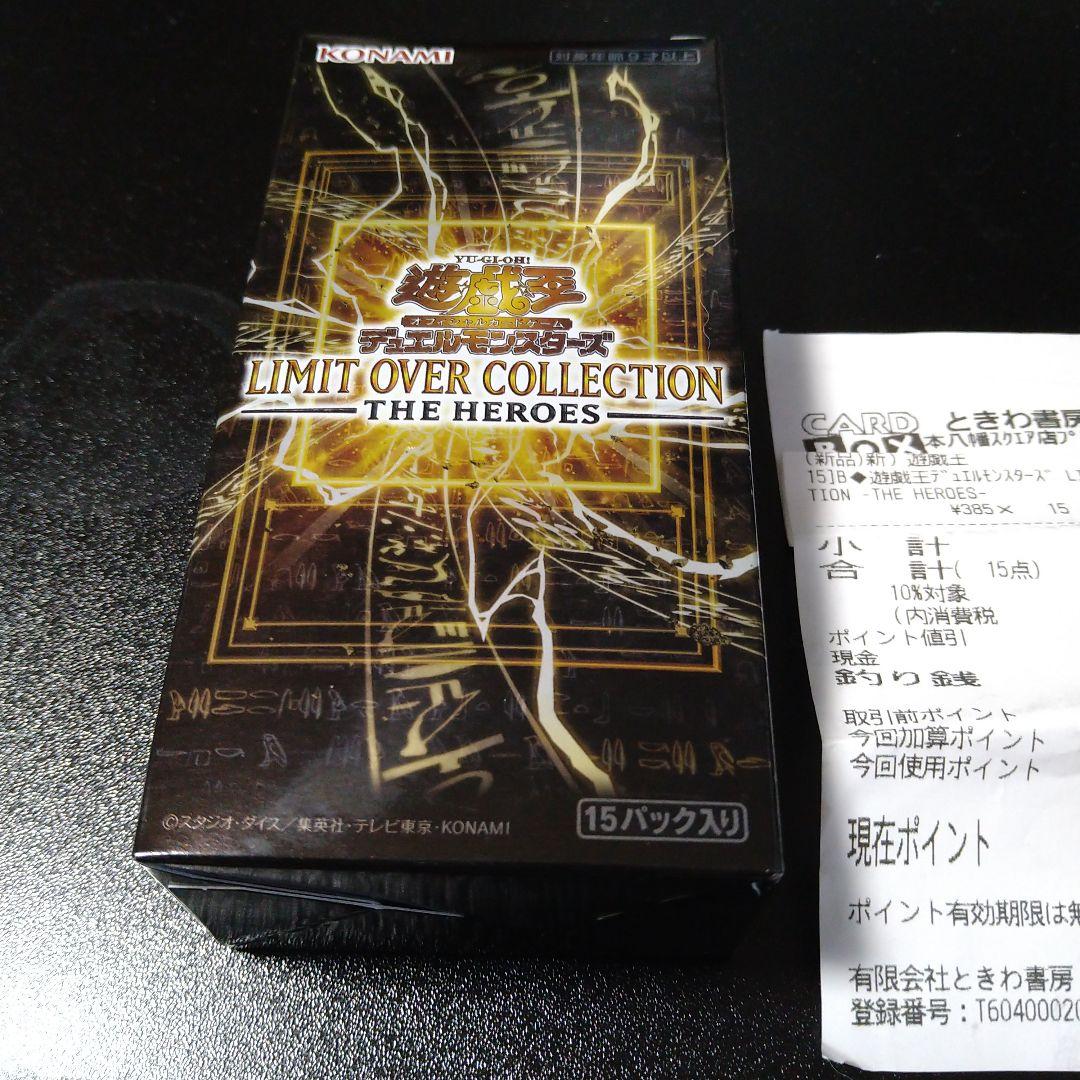 KONAMI
対象年齢9才以上
YU-GI-OH!
遊戯王
オフィシャルカードゲーム
デュエルモンスターズ
LIMIT OVER COLLECTION
THE HEROES
©スタジオ・ダイス/集英社・テレビ東京・KONAMI
15パック入り
CARD ときわ書房
BOX 本八幡スクエア店プ
(新品)新) 遊戯王
15]B◆遊戯王デュエルモンスターズ LI
TION -THE HEROES-
¥385× 15
小 計
合 計( 15点)
10%対象
(内消費税
ポイント値引
現金
釣り銭
取引前ポイント
今回加算ポイント
今回使用ポイント
現在ポイント
ポイント有効期限は無
有限会社ときわ書房
登録番号:T60400020